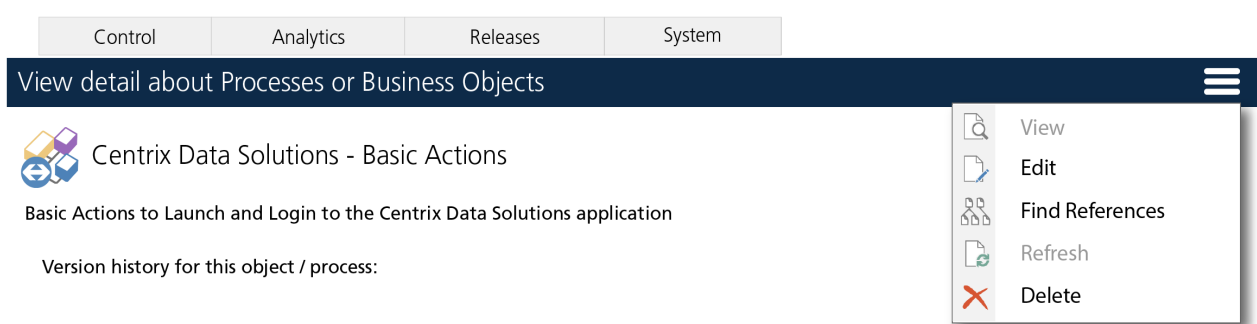 Control Analytics Releases System
View detail about Processes or Business Objects
View
Centrix Data Solutions - Basic Actions
Edit
Basic Actions to Launch and Login to the Centrix Data Solutions application
Find References
Refresh
Version history for this object / process:
Delete